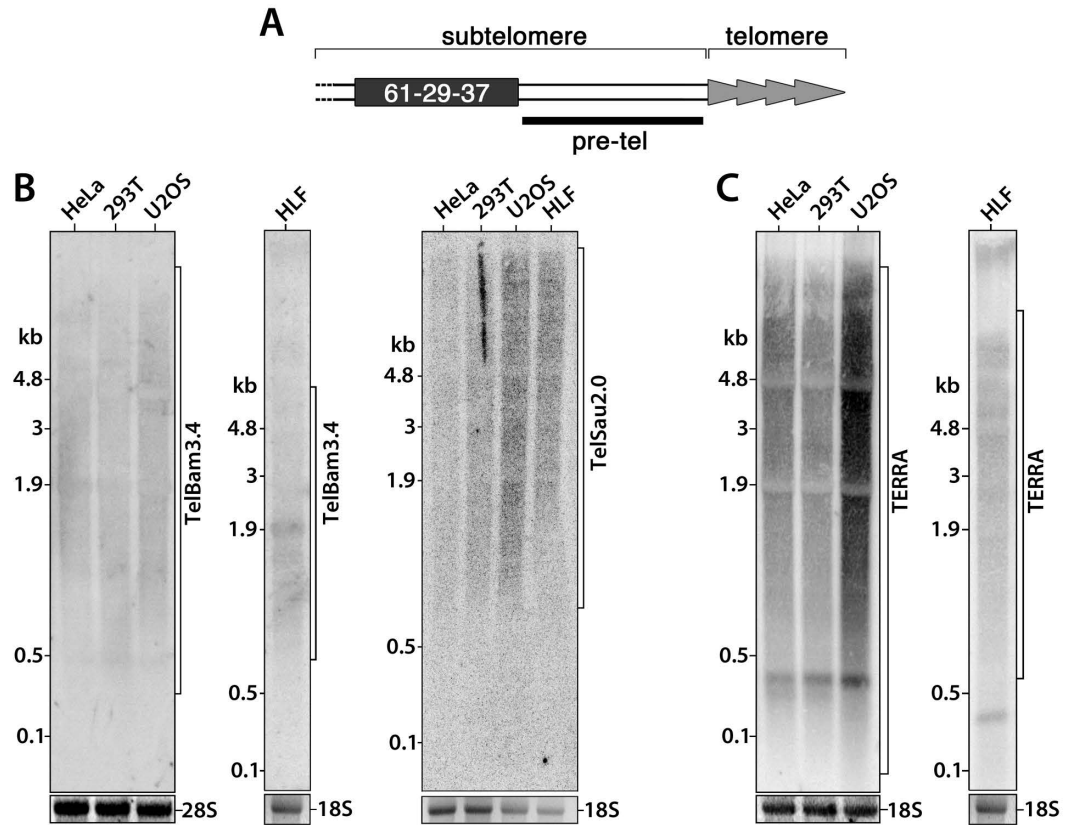 A
subtelomere
telomere
61-29-37
pre-tel
B
HeLa
293T
U2OS
kb
4.8
3
1.9
0.5
0.1
TelBam3.4
28S
HLF
kb
4.8
3
1.9
0.5
0.1
TelBam3.4
18S
HeLa
293T
U2OS
HLF
kb
4.8
3
1.9
0.5
0.1
TelSau2.0
18S
C
HeLa
293T
U2OS
kb
4.8
3
1.9
0.5
0.1
TERRA
18S
HLF
kb
4.8
3
1.9
0.5
0.1
TERRA
18S